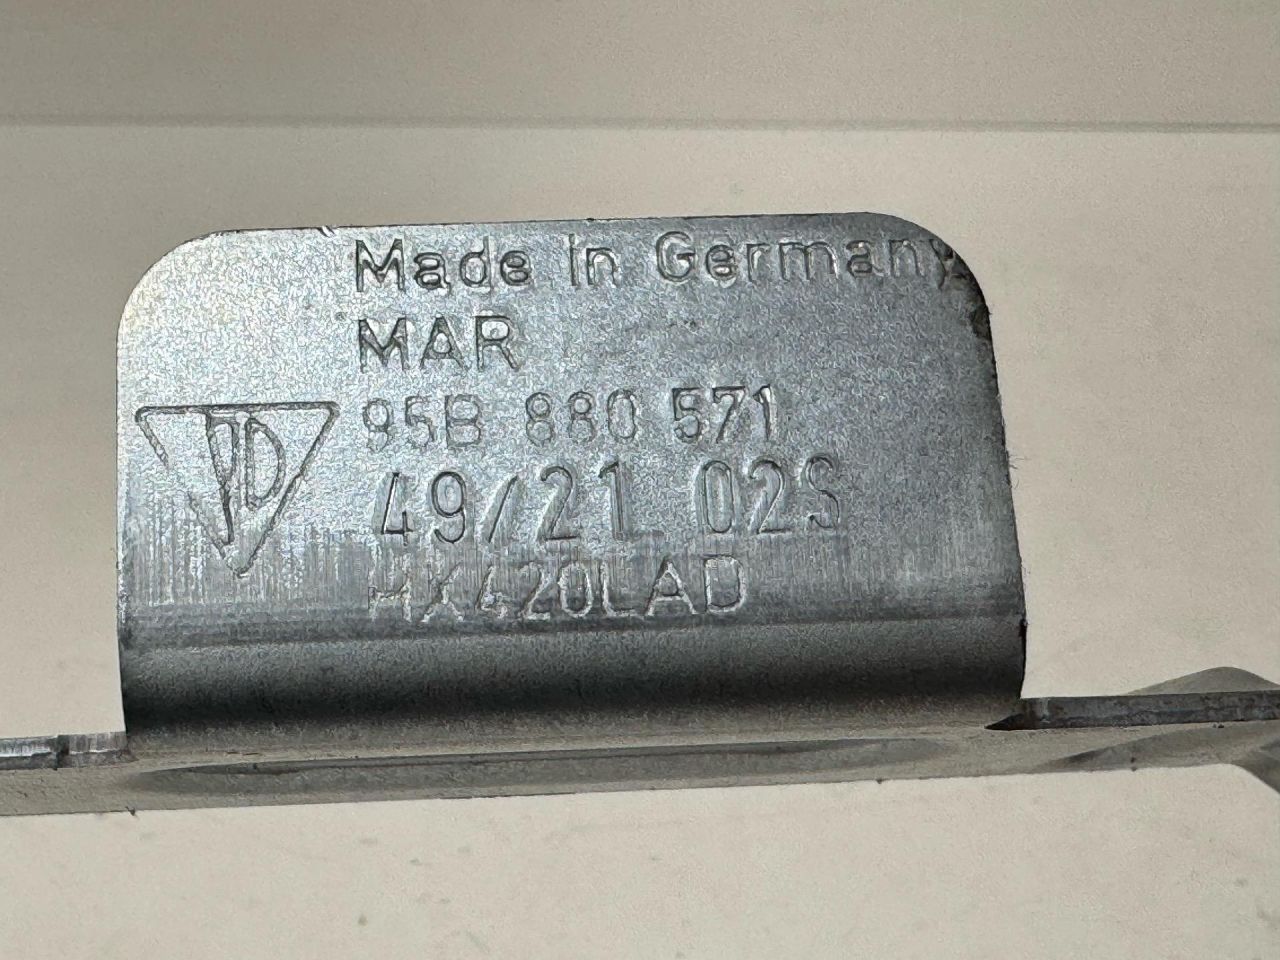 Made in Germany
MAR
95B 880 571
49/21 02S
HX420LAD